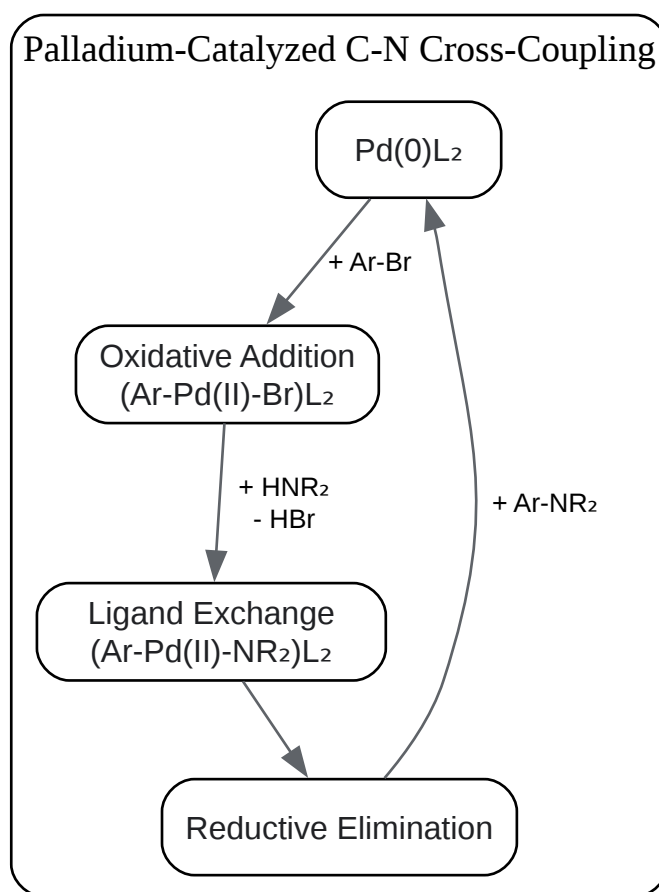 Palladium-Catalyzed C-N Cross-Coupling
Pd(0)L₂
+ Ar-Br
Oxidative Addition
(Ar-Pd(II)-Br)L₂
+ HNR₂
- HBr
+ Ar-NR₂
Ligand Exchange
(Ar-Pd(II)-NR₂)L₂
Reductive Elimination